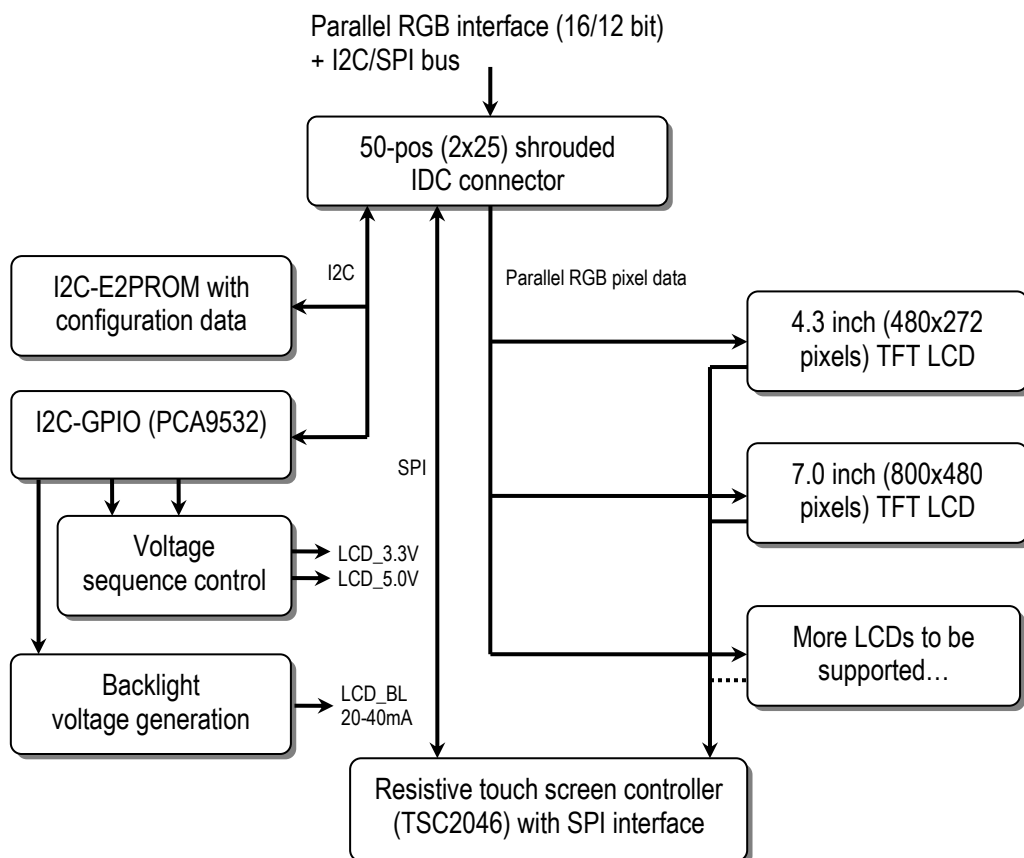 Parallel RGB interface (16/12 bit)
+ I2C/SPI bus
50-pos (2x25) shrouded
IDC connector
I2C
Parallel RGB pixel data
I2C-E2PROM with
configuration data
4.3 inch (480x272
pixels) TFT LCD
I2C-GPIO (PCA9532)
SPI
7.0 inch (800x480
pixels) TFT LCD
Voltage
sequence control
LCD_3.3V
LCD_5.0V
More LCDs to be
supported…
Backlight
voltage generation
LCD_BL
20-40mA
Resistive touch screen controller
(TSC2046) with SPI interface